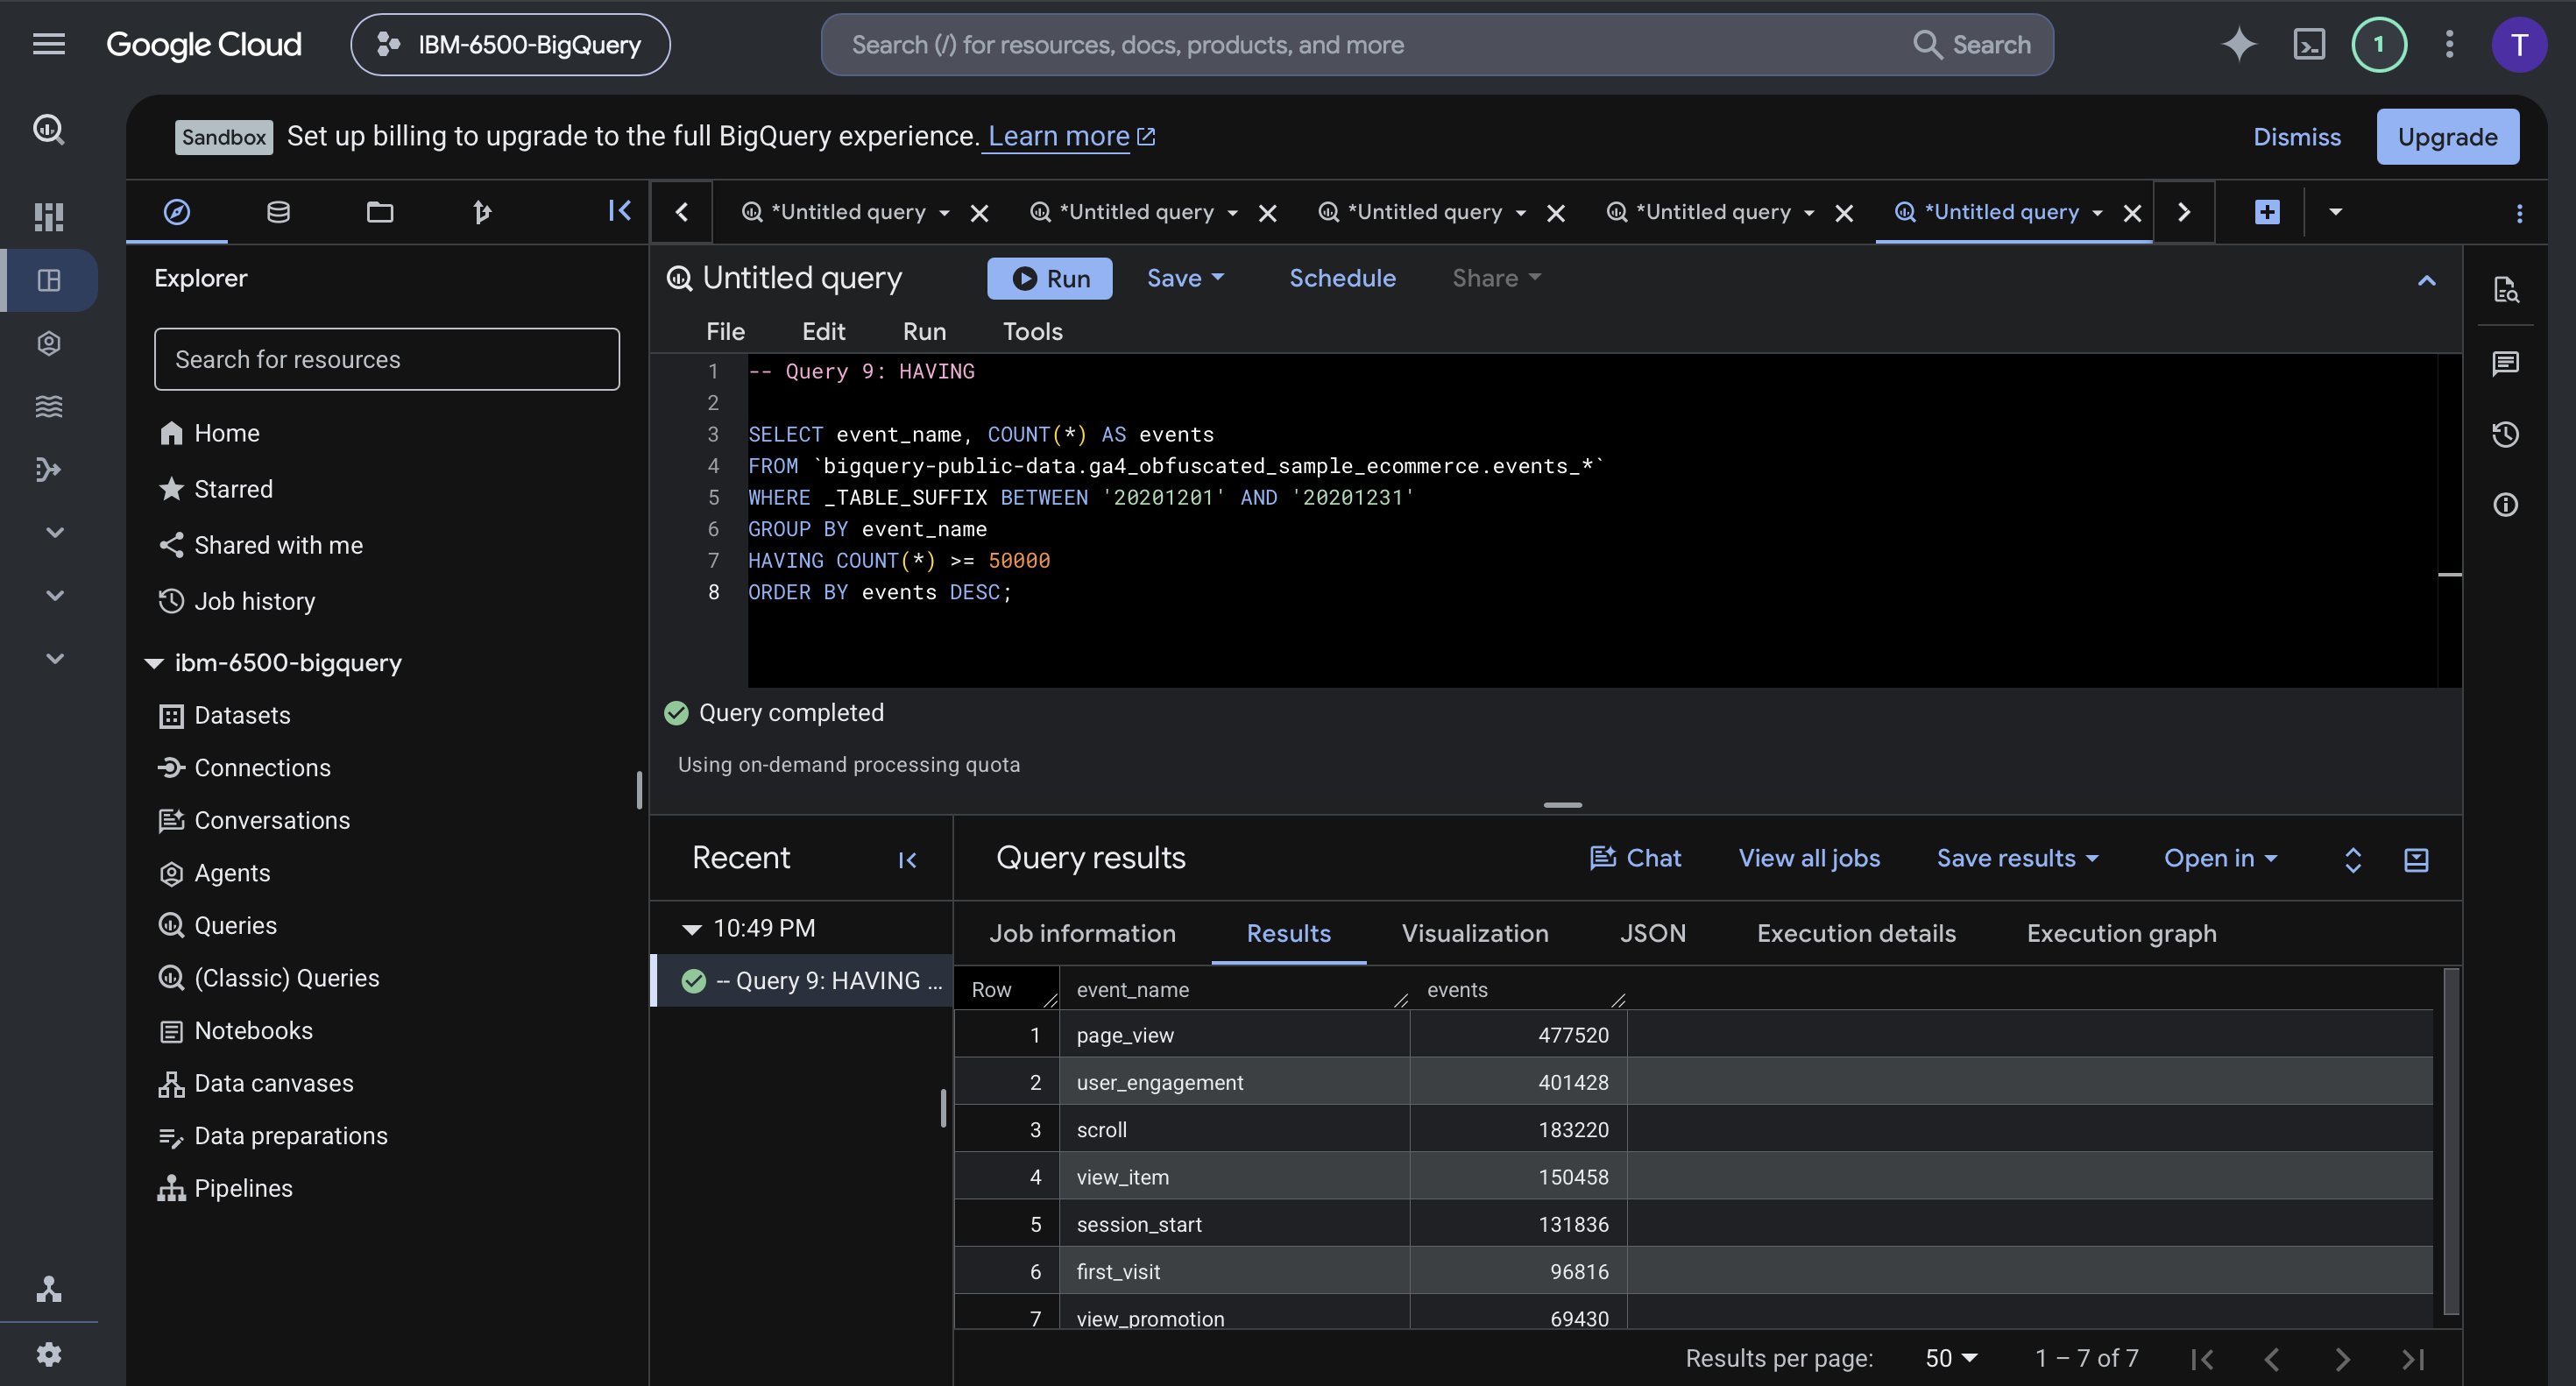 Google Cloud
IBM-6500-BigQuery
Search (/) for resources, docs, products, and more
Search
1
T
Sandbox Set up billing to upgrade to the full BigQuery experience. Learn more
Dismiss
Upgrade
*Untitled query
*Untitled query
*Untitled query
*Untitled query
*Untitled query
Explorer
Search for resources
Home
Starred
Shared with me
Job history
ibm-6500-bigquery
Datasets
Connections
Conversations
Agents
Queries
(Classic) Queries
Notebooks
Data canvases
Data preparations
Pipelines
Untitled query
Run
Save
Schedule
Share
File Edit Run Tools
1 -- Query 9: HAVING
2
3 SELECT event_name, COUNT(*) AS events
4 FROM `bigquery-public-data.ga4_obfuscated_sample_ecommerce.events_*`
5 WHERE _TABLE_SUFFIX BETWEEN '20201201' AND '20201231'
6 GROUP BY event_name
7 HAVING COUNT(*) >= 50000
8 ORDER BY events DESC;
Query completed
Using on-demand processing quota
Recent
10:49 PM
-- Query 9: HAVING ...
Query results
Chat
View all jobs
Save results
Open in
Job information Results Visualization JSON Execution details Execution graph
Row event_name events
1 page_view 477520
2 user_engagement 401428
3 scroll 183220
4 view_item 150458
5 session_start 131836
6 first_visit 96816
7 view_promotion 69430
Results per page: 50 1 – 7 of 7